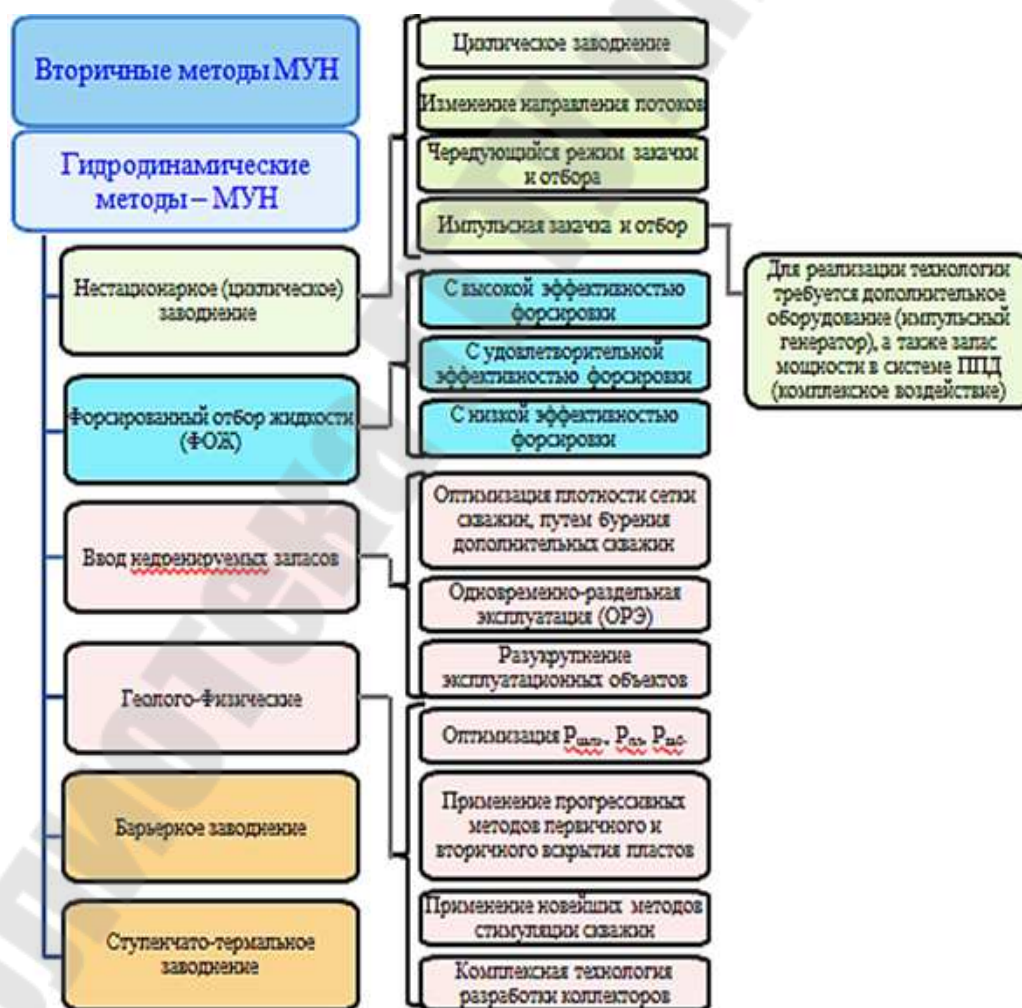 Вторичные методы МУН
Гидродинамические
методы – МУН
Нестационарное (циклическое)
заводнение
Циклическое заводнение
Изменение направления потоков
Чередующийся режим закачки
и отбора
Импульсная закачка и отбор
Для реализации технологии
требуется дополнительное
оборудование (импульсный
генератор), а также запас
мощности в системе ППД
(комплексное воздействие)
Форсированный отбор жидкости
(ФОЖ)
С высокой эффективностью
форсировки
С удовлетворительной
эффективностью форсировки
С низкой эффективностью
форсировки
Ввод недренируемых запасов
Оптимизация плотности сетки
скважин, путем бурения
дополнительных скважин
Одновременно-раздельная
эксплуатация (ОРЭ)
Разукрупнение
эксплуатационных объектов
Геолого-Физические
Оптимизация
Применение прогрессивных
методов первичного и
вторичного вскрытия пластов
Применение новейших методов
стимуляции скважин
Комплексная технология
разработки коллекторов
Барьерное заводнение
Ступенчато-термальное
заводнение